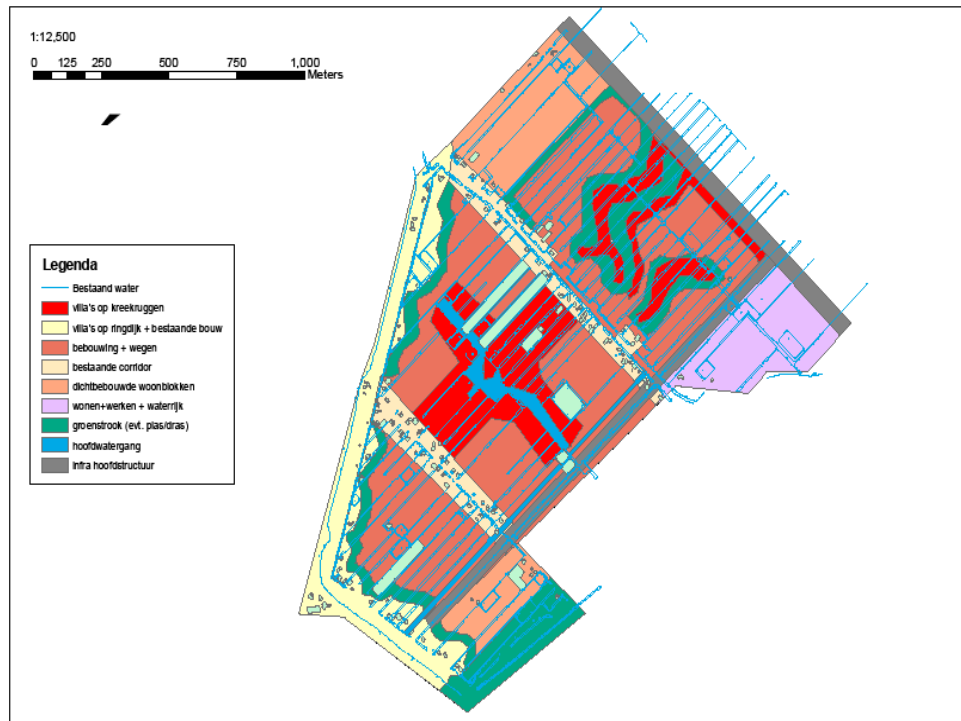 1:12,500
0 125 250 500 750 1,000
Meters
Legenda
Bestaand water
villa's op kreekruggen
villa's op ringdijk + bestaande bouw
bebouwing + wegen
bestaande corridor
dichtbebouwde woonblokken
wonen+werken + waterrijk
groenstrook (evt. plas/dras)
hoofdwatergang
infra hoofdstructuur